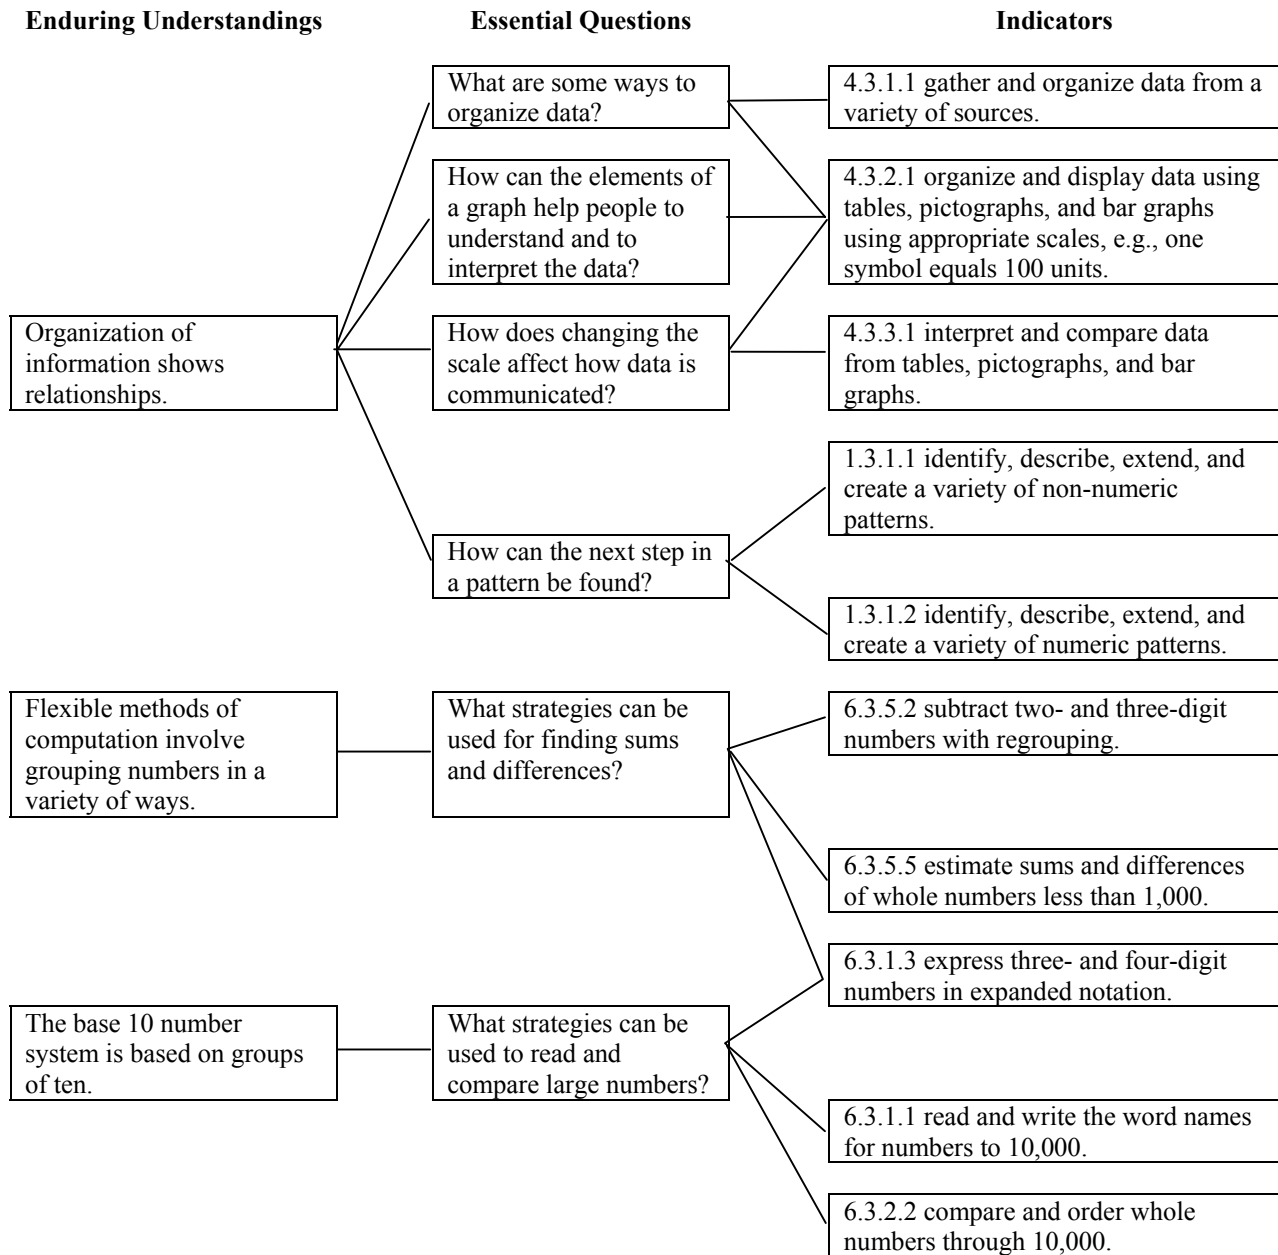 Enduring Understandings
Essential Questions
Indicators
What are some ways to
organize data?
4.3.1.1 gather and organize data from a
variety of sources.
How can the elements of
a graph help people to
understand and to
interpret the data?
4.3.2.1 organize and display data using
tables, pictographs, and bar graphs
using appropriate scales, e.g., one
symbol equals 100 units.
Organization of
information shows
relationships.
How does changing the
scale affect how data is
communicated?
4.3.3.1 interpret and compare data
from tables, pictographs, and bar
graphs.
1.3.1.1 identify, describe, extend, and
create a variety of non-numeric
patterns.
How can the next step in
a pattern be found?
1.3.1.2 identify, describe, extend, and
create a variety of numeric patterns.
Flexible methods of
computation involve
grouping numbers in a
variety of ways.
What strategies can be
used for finding sums
and differences?
6.3.5.2 subtract two- and three-digit
numbers with regrouping.
6.3.5.5 estimate sums and differences
of whole numbers less than 1,000.
6.3.1.3 express three- and four-digit
numbers in expanded notation.
The base 10 number
system is based on groups
of ten.
What strategies can be
used to read and
compare large numbers?
6.3.1.1 read and write the word names
for numbers to 10,000.
6.3.2.2 compare and order whole
numbers through 10,000.